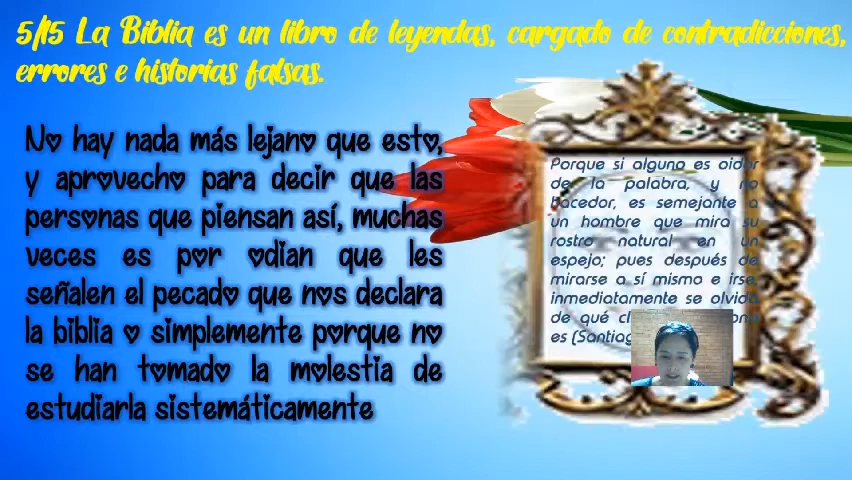 5/15 La Biblia es un libro de leyendas, cargado de contradicciones,
errores e historias falsas.
No hay nada más lejano que esto,
y aprovecho para decir que las
personas que piensan así, muchas
veces es por odian que les
señalen el pecado que nos declara
la biblia o simplemente porque no
se han tomado la molestia de
estudiarla sistemáticamente
Porque si alguno es oidor
de la palabra, y no
hacedor, es semejante a
un hombre que mira su
rostro natural en un
espejo; pues después de
mirarse a sí mismo e irse,
inmediatamente se olvida
de qué
es (Santiag